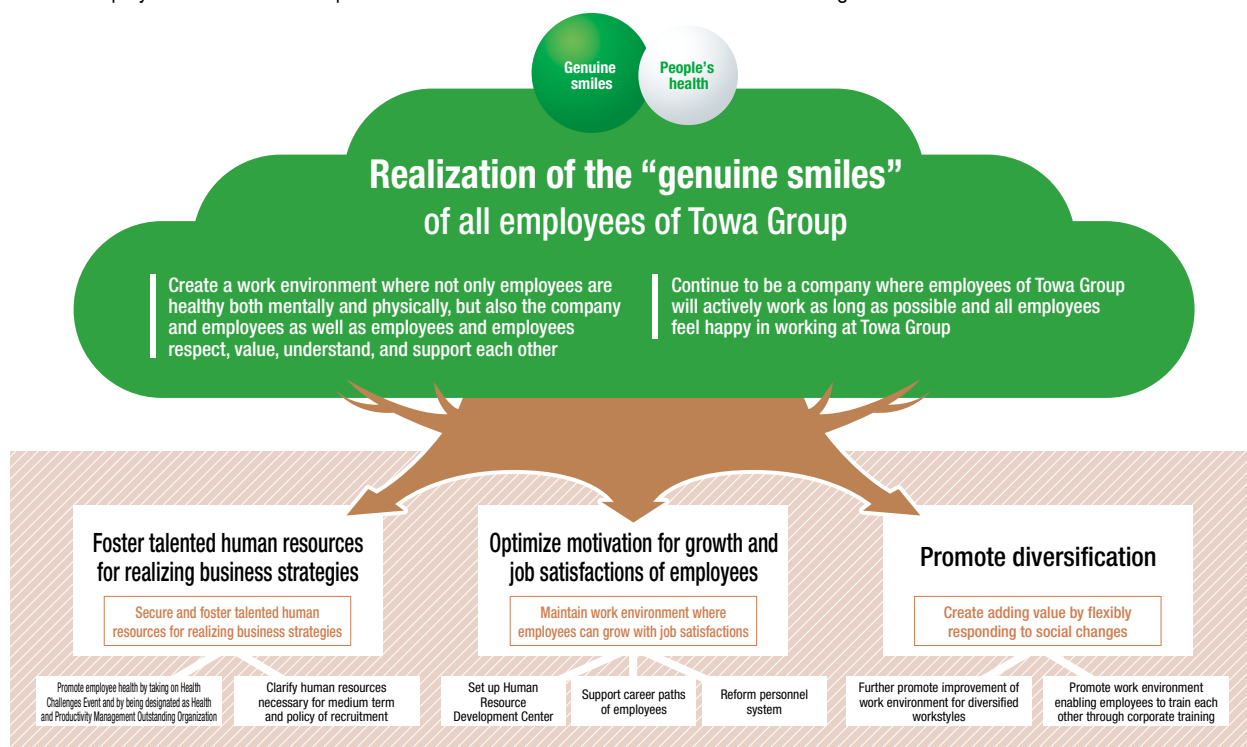 Genuine
smiles
People's
health
Realization of the “genuine smiles”
of all employees of Towa Group
Create a work environment where not only employees are
healthy both mentally and physically, but also the company
and employees as well as employees and employees
respect, value, understand, and support each other
Continue to be a company where employees of Towa Group
will actively work as long as possible and all employees
feel happy in working at Towa Group
Foster talented human resources
for realizing business strategies
Secure and foster talented human
resources for realizing business strategies
Promote employee health by taking on Health
Challenges Event and by being designated as Health
and Productivity Management Outstanding Organization
Clarify human resources
necessary for medium term
and policy of recruitment
Optimize motivation for growth and
job satisfactions of employees
Maintain work environment where
employees can grow with job satisfactions
Set up Human
Resource
Development Center
Support career paths
of employees
Reform personnel
system
Promote diversification
Create adding value by flexibly
responding to social changes
Further promote improvement of
work environment for diversified
workstyles
Promote work environment
enabling employees to train each
other through corporate training